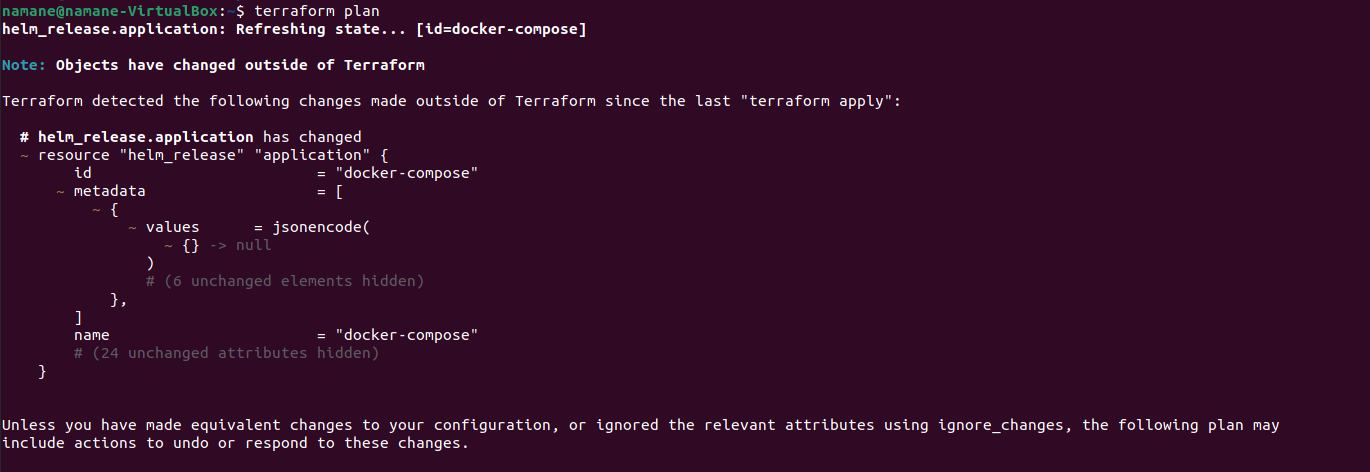 namane@namane-VirtualBox:~$ terraform plan
helm_release.application: Refreshing state... [id=docker-compose]
Note: Objects have changed outside of Terraform
Terraform detected the following changes made outside of Terraform since the last "terraform apply":
# helm_release.application has changed
~ resource "helm_release" "application" {
id = "docker-compose"
~ metadata = [
~ {
~ values = jsonencode(
~ {} -> null
)
# (6 unchanged elements hidden)
},
]
name = "docker-compose"
# (24 unchanged attributes hidden)
}
Unless you have made equivalent changes to your configuration, or ignored the relevant attributes using ignore_changes, the following plan may
include actions to undo or respond to these changes.